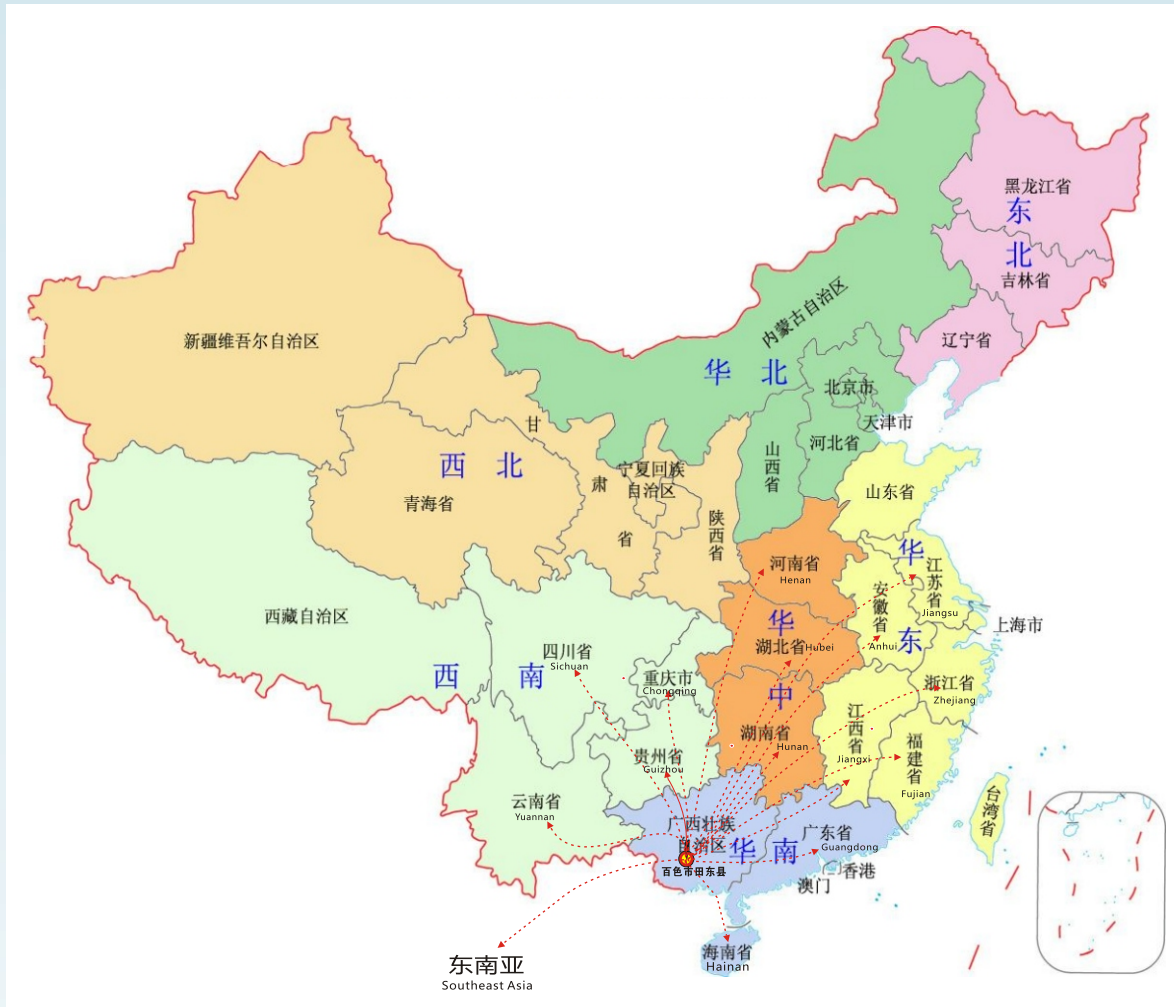 黑龙江省
东
北
吉林省
辽宁省
内蒙古自治区
新疆维吾尔自治区
华 北
北京市
天津市
甘
河北省
山西省
西 北
宁夏回族
自治区
肃
青海省
山东省
陕西省
省
华
河南省
Henan
江苏省
Jiangsu
安徽省
Anhui
西藏自治区
华
上海市
湖北省Hubei
东
四川省
Sichuan
西 南
重庆市
Chongqing
浙江省
Zhejiang
中
江西省
Jiangxi
湖南省
Hunan
福建省
Fujian
贵州省
Guizhou
台湾省
云南省
Yuannan
广西壮族
自治区
华 南
广东省
Guangdong
百色市田东县
香港
澳门
海南省
Hainan
东南亚
Southeast Asia